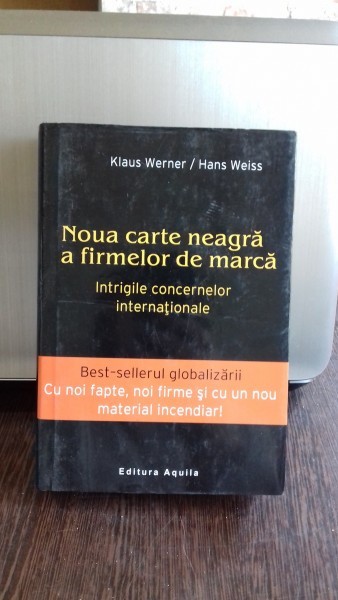 Klaus Werner / Hans Weiss
Noua carte neagră
a firmelor de marcă
Intrigile concernelor
internaţionale
Best-sellerul globalizării
Cu noi fapte, noi firme şi cu un nou
material incendiar!
Editura Aquila